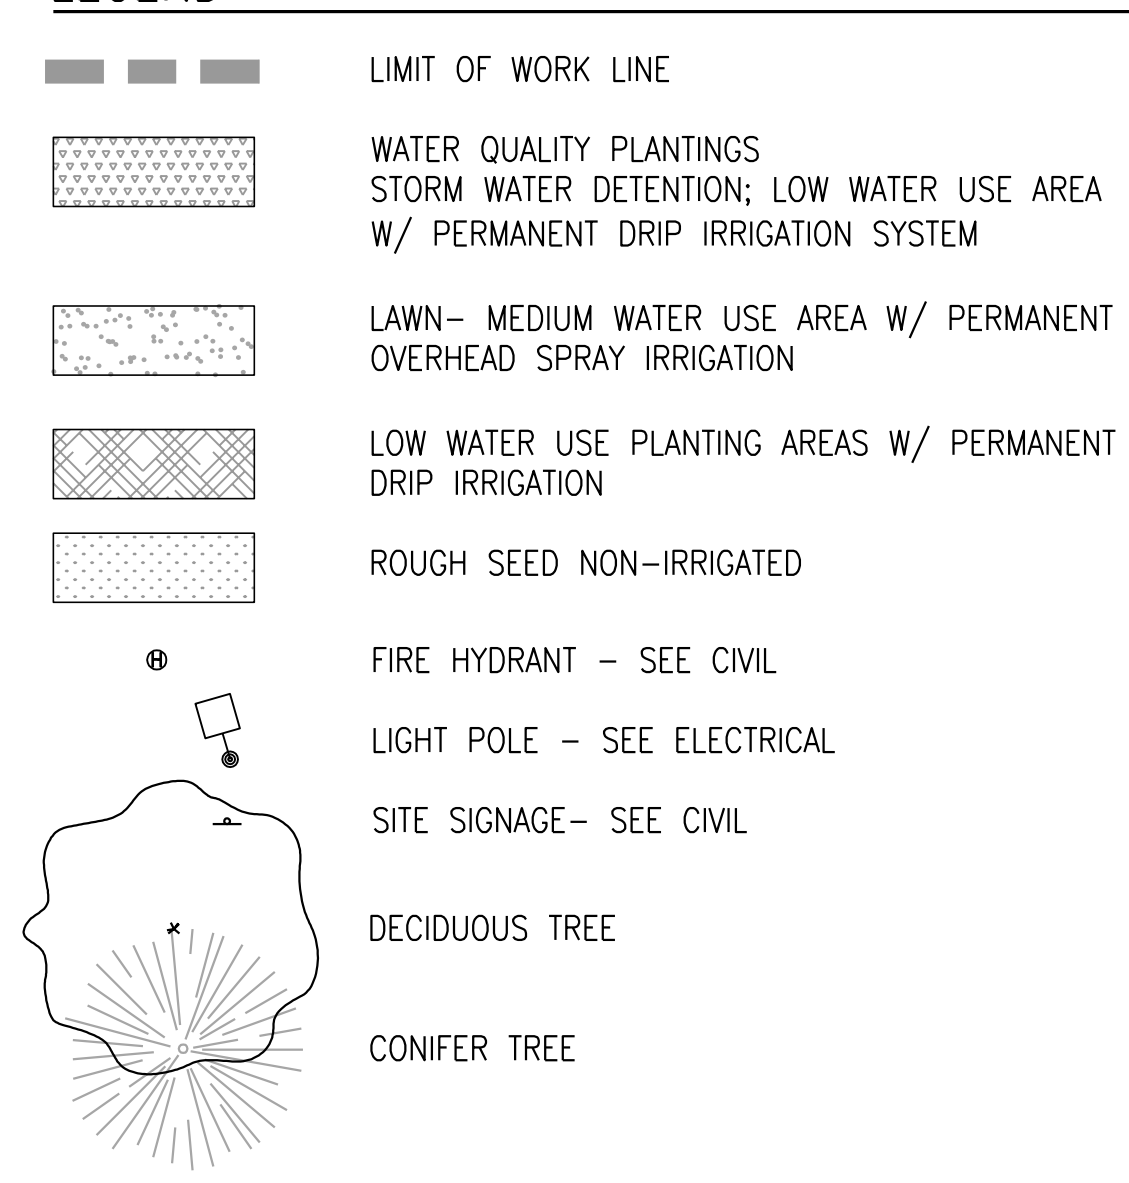 LEGEND
LIMIT OF WORK LINE
WATER QUALITY PLANTINGS
STORM WATER DETENTION; LOW WATER USE AREA
W/ PERMANENT DRIP IRRIGATION SYSTEM
LAWN– MEDIUM WATER USE AREA W/ PERMANENT
OVERHEAD SPRAY IRRIGATION
LOW WATER USE PLANTING AREAS W/ PERMANENT
DRIP IRRIGATION
ROUGH SEED NON–IRRIGATED
H
FIRE HYDRANT – SEE CIVIL
LIGHT POLE – SEE ELECTRICAL
SITE SIGNAGE– SEE CIVIL
DECIDUOUS TREE
CONIFER TREE